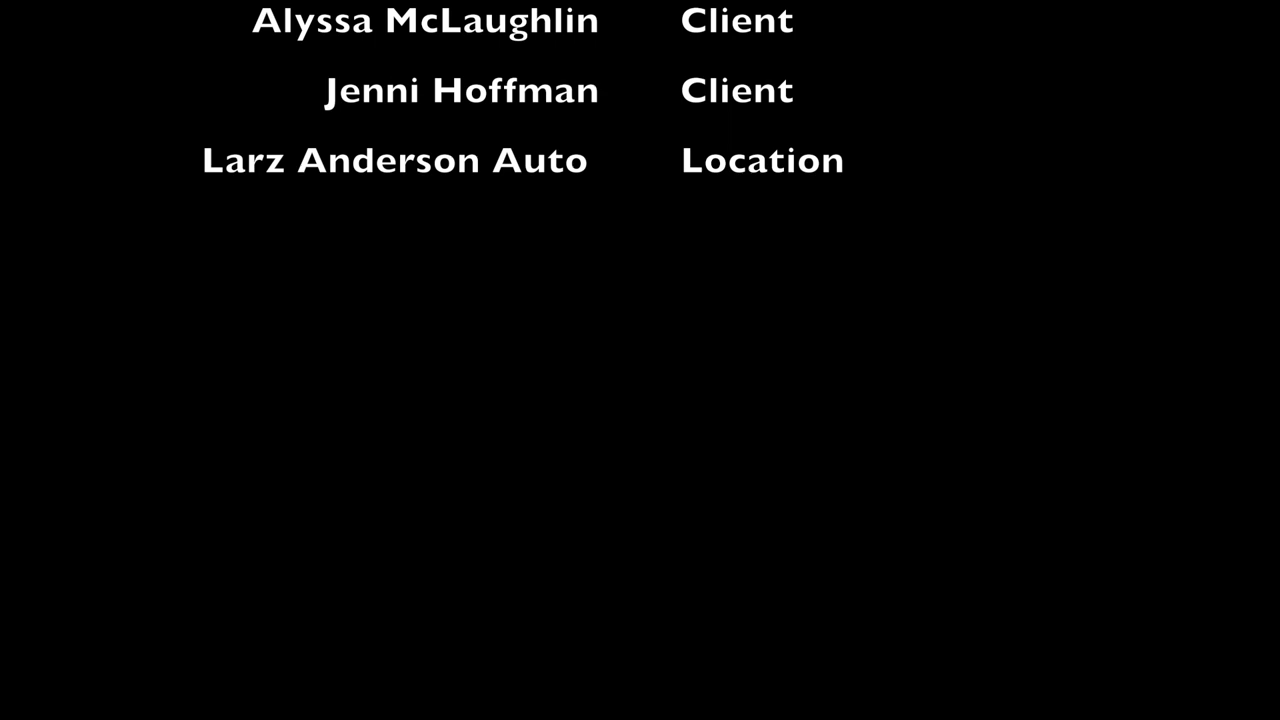 Alyssa McLaughlin Client
Jenni Hoffman Client
Larz Anderson Auto Location